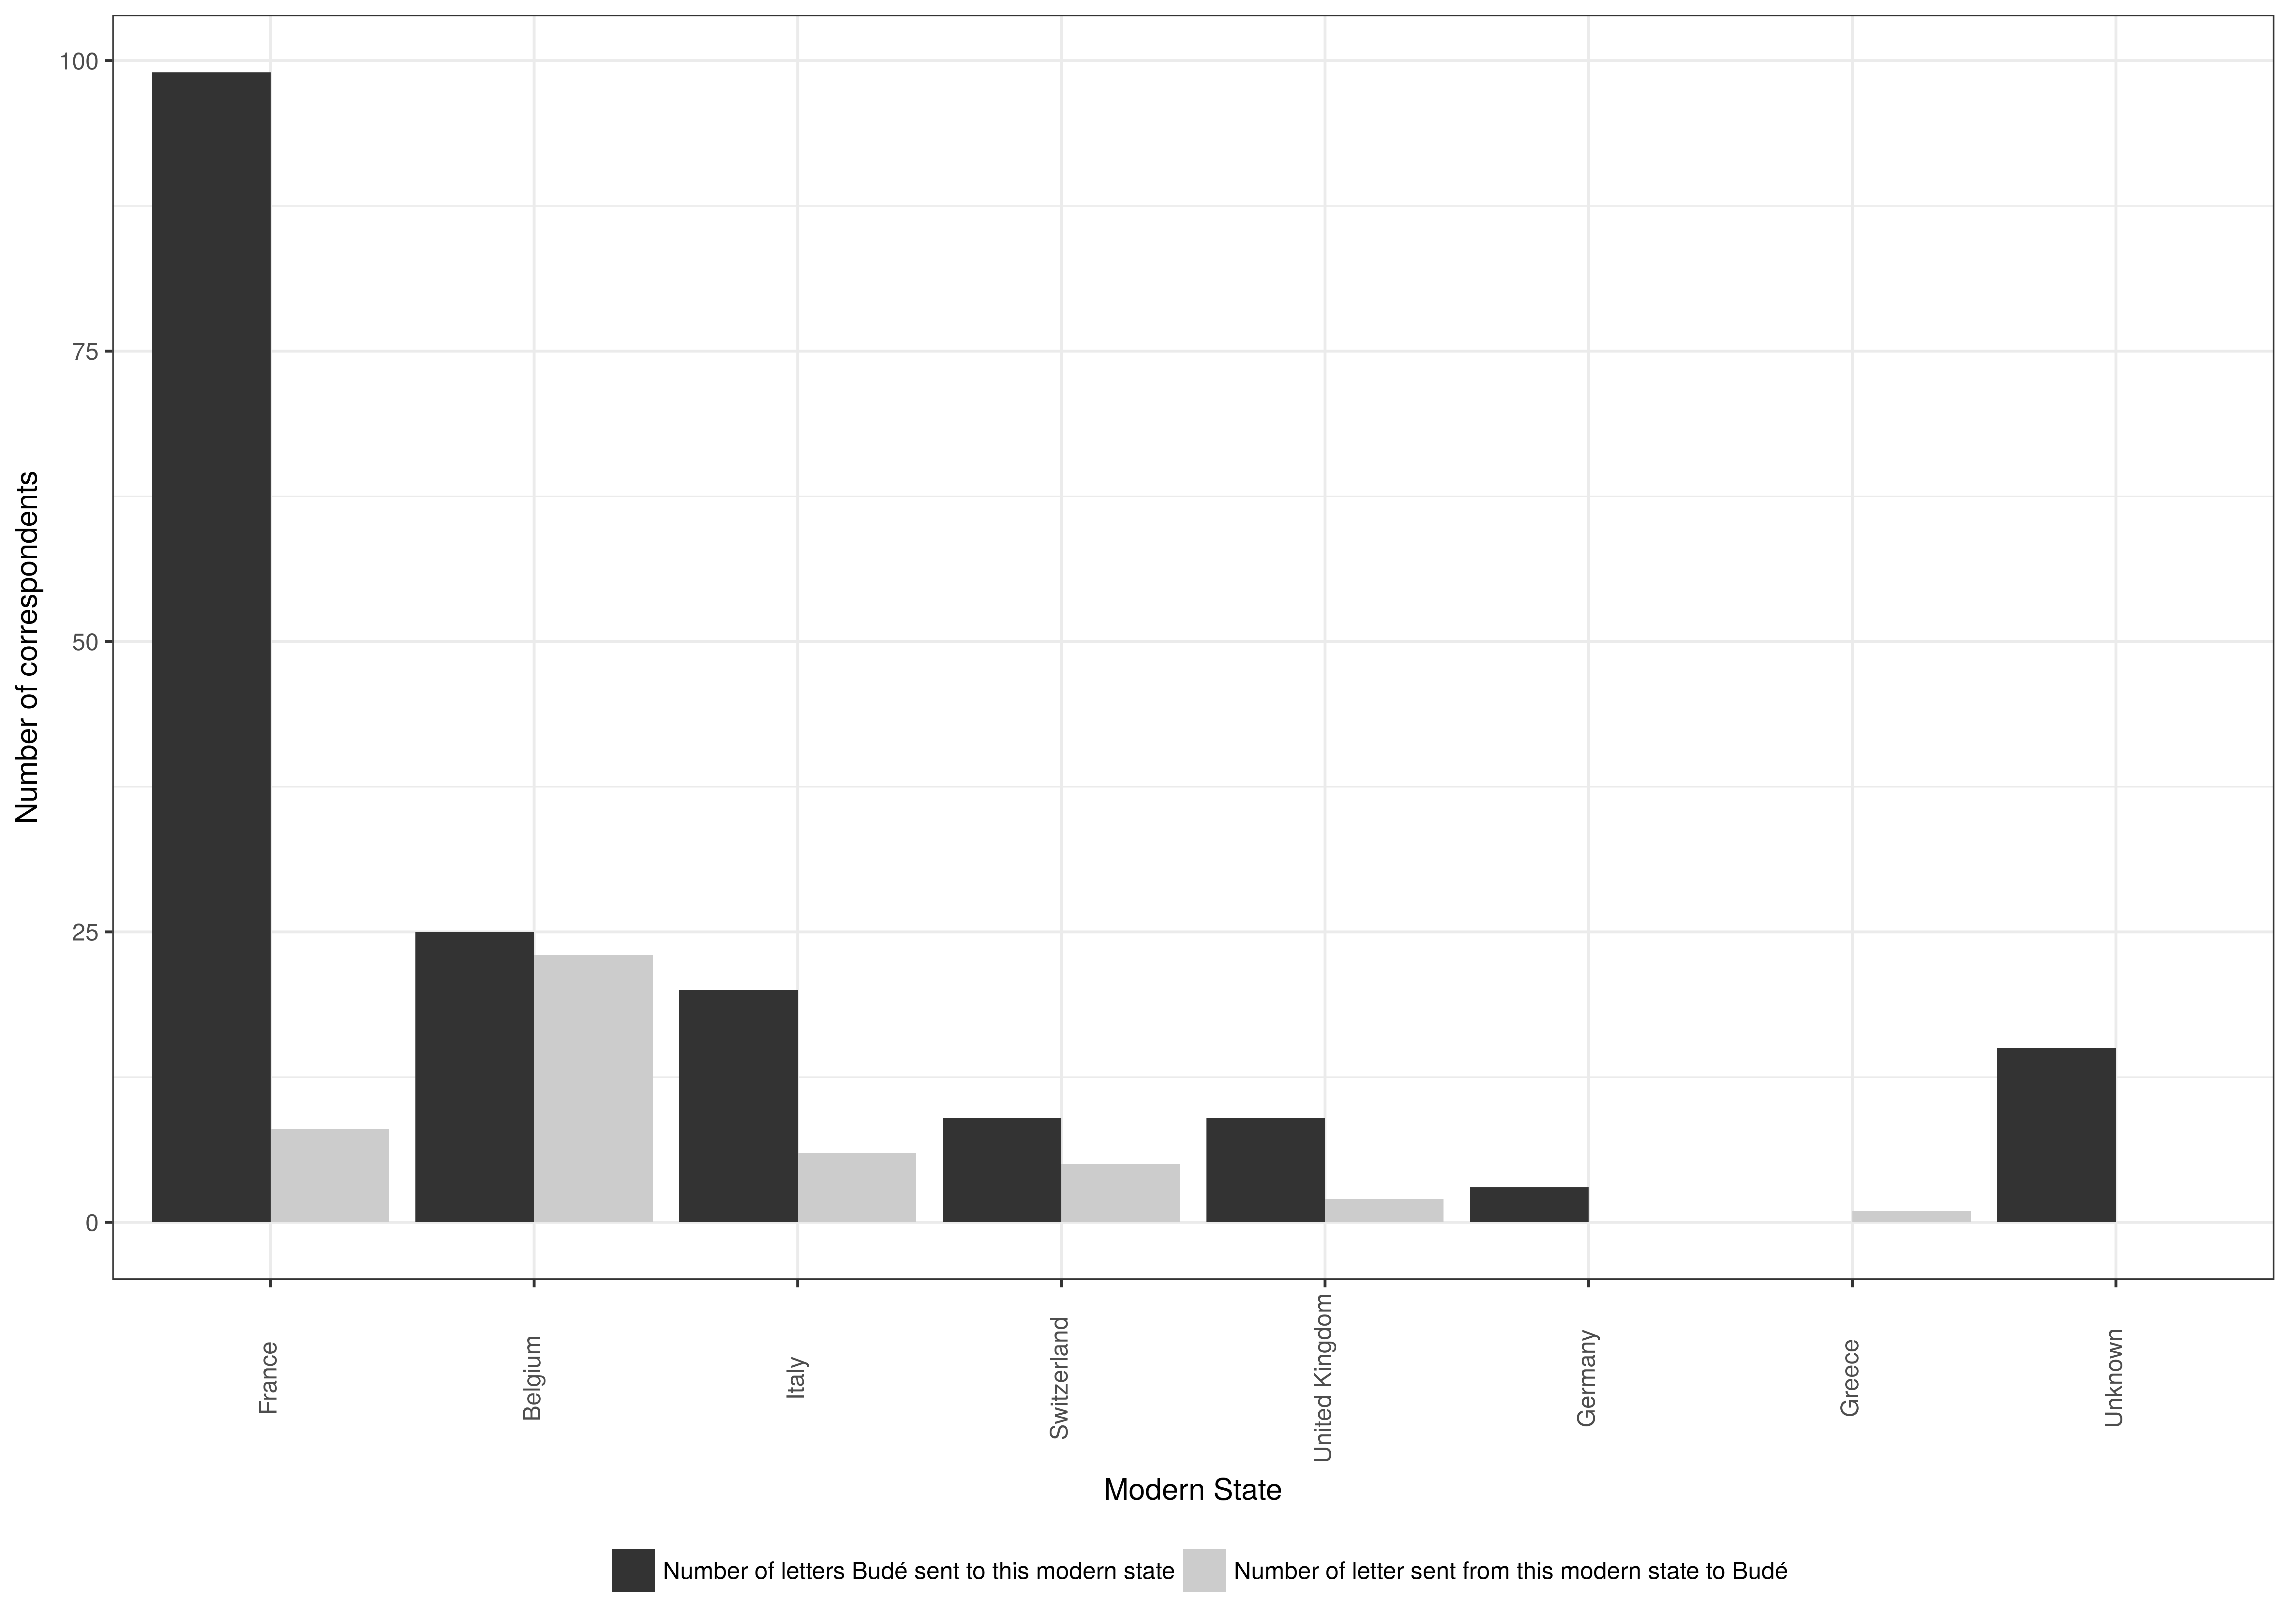 Number of correspondents
100
75
50
25
0
France
Belgium
Italy
Switzerland
United Kingdom
Germany
Greece
Unknown
Modern State
Number of letters Budé sent to this modern state
Number of letter sent from this modern state to Budé